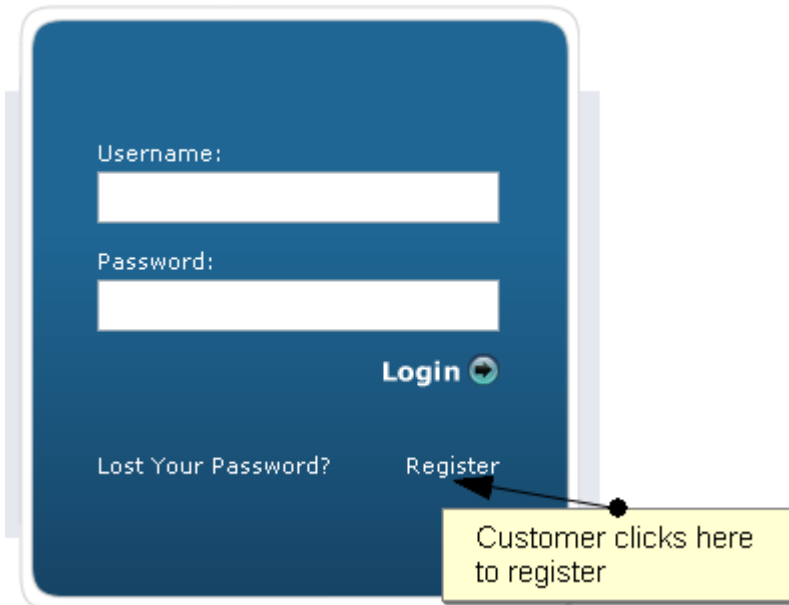 Username:
Password:
Login
Lost Your Password? Register
Customer clicks here
to register